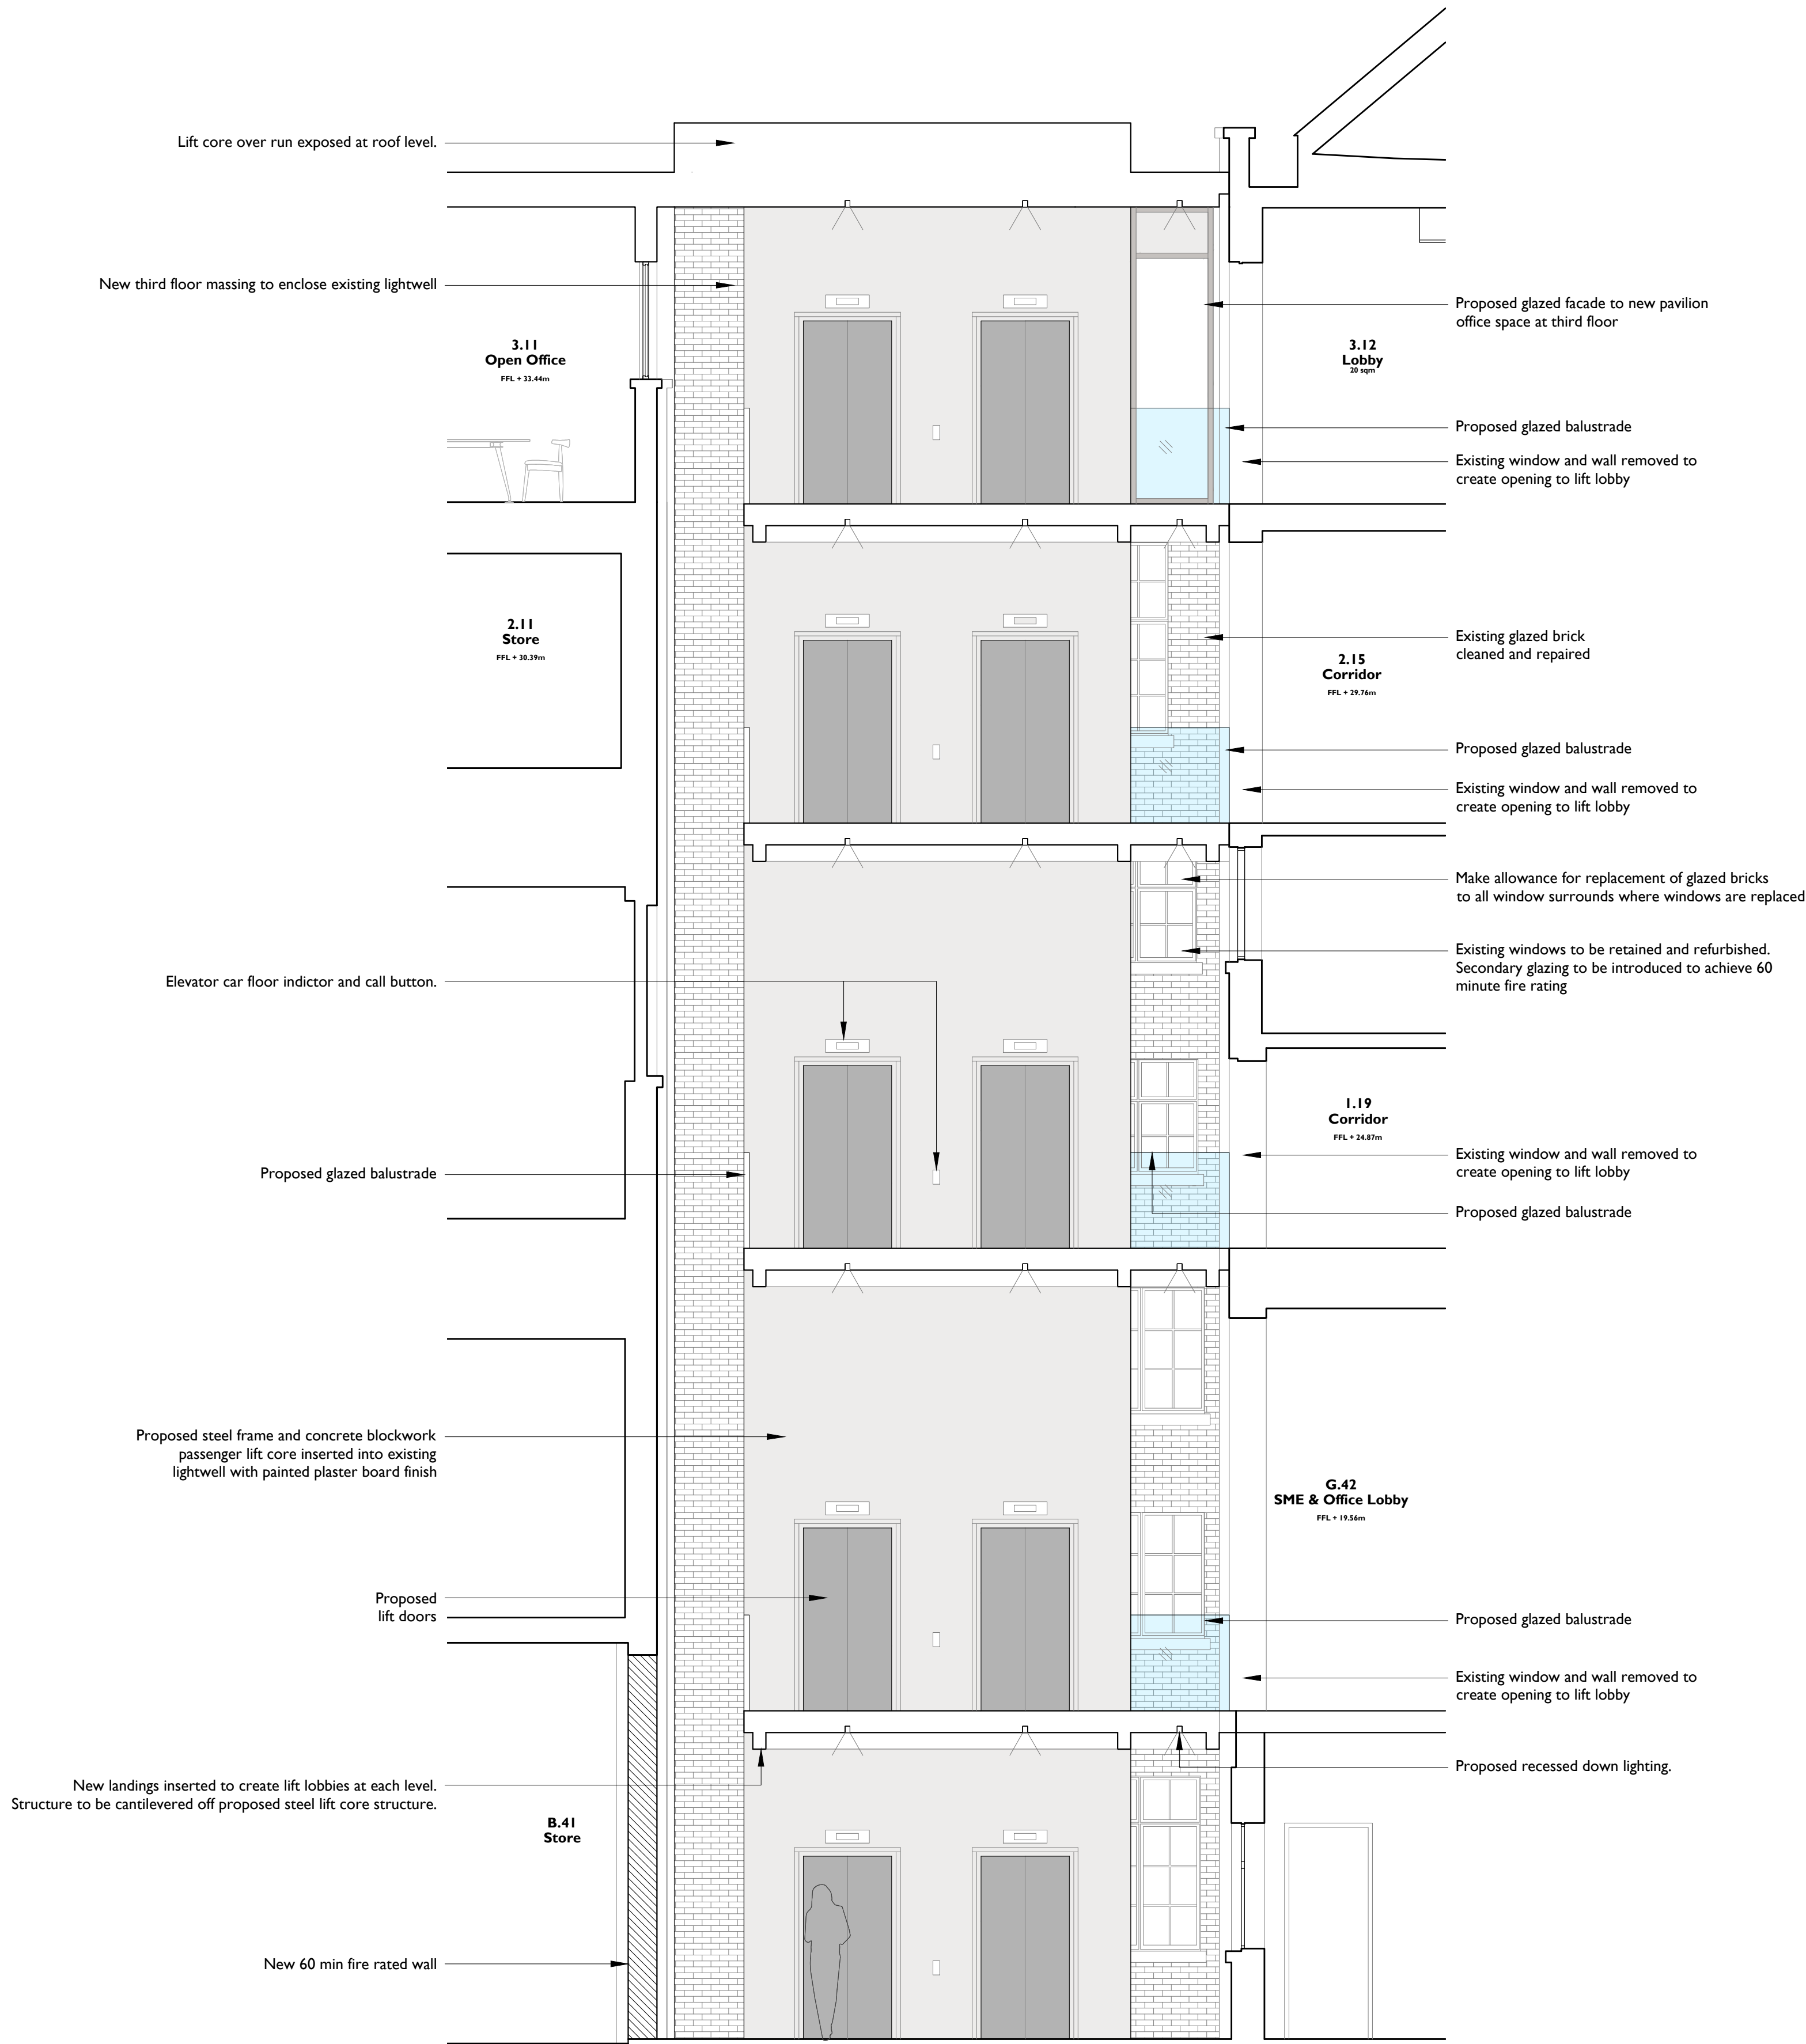 Lift core over run exposed at roof level.
New third floor massing to enclose existing lightwell
3.11
Open Office
FFL + 33.44m
Proposed glazed facade to new pavilion
office space at third floor
3.12
Lobby
20 sqm
Proposed glazed balustrade
Existing window and wall removed to
create opening to lift lobby
2.11
Store
FFL + 30.39m
Existing glazed brick
cleaned and repaired
2.15
Corridor
FFL + 29.76m
Proposed glazed balustrade
Existing window and wall removed to
create opening to lift lobby
Make allowance for replacement of glazed bricks
to all window surrounds where windows are replaced
Existing windows to be retained and refurbished.
Secondary glazing to be introduced to achieve 60
minute fire rating
Elevator car floor indictor and call button.
1.19
Corridor
FFL + 24.87m
Existing window and wall removed to
create opening to lift lobby
Proposed glazed balustrade
Proposed glazed balustrade
Proposed steel frame and concrete blockwork
passenger lift core inserted into existing
lightwell with painted plaster board finish
G.42
SME & Office Lobby
FFL + 19.56m
Proposed
lift doors
Proposed glazed balustrade
Existing window and wall removed to
create opening to lift lobby
Proposed recessed down lighting.
New landings inserted to create lift lobbies at each level.
Structure to be cantilevered off proposed steel lift core structure.
B.41
Store
New 60 min fire rated wall